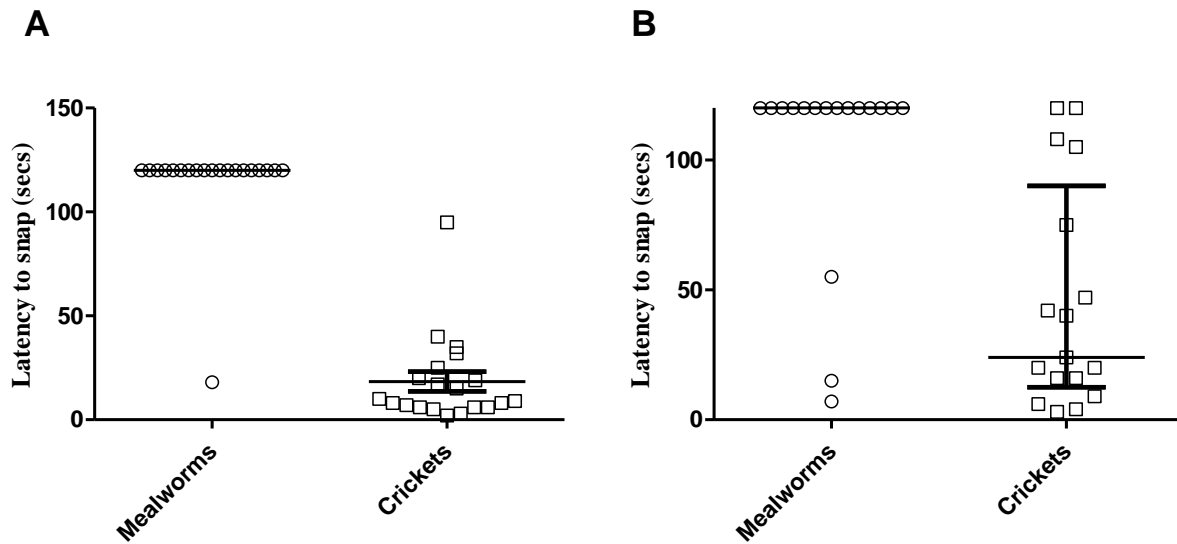 A
B
Latency to snap (secs)
150
100
50
0
Mealworms
Crickets
Latency to snap (secs)
100
50
0
Mealworms
Crickets